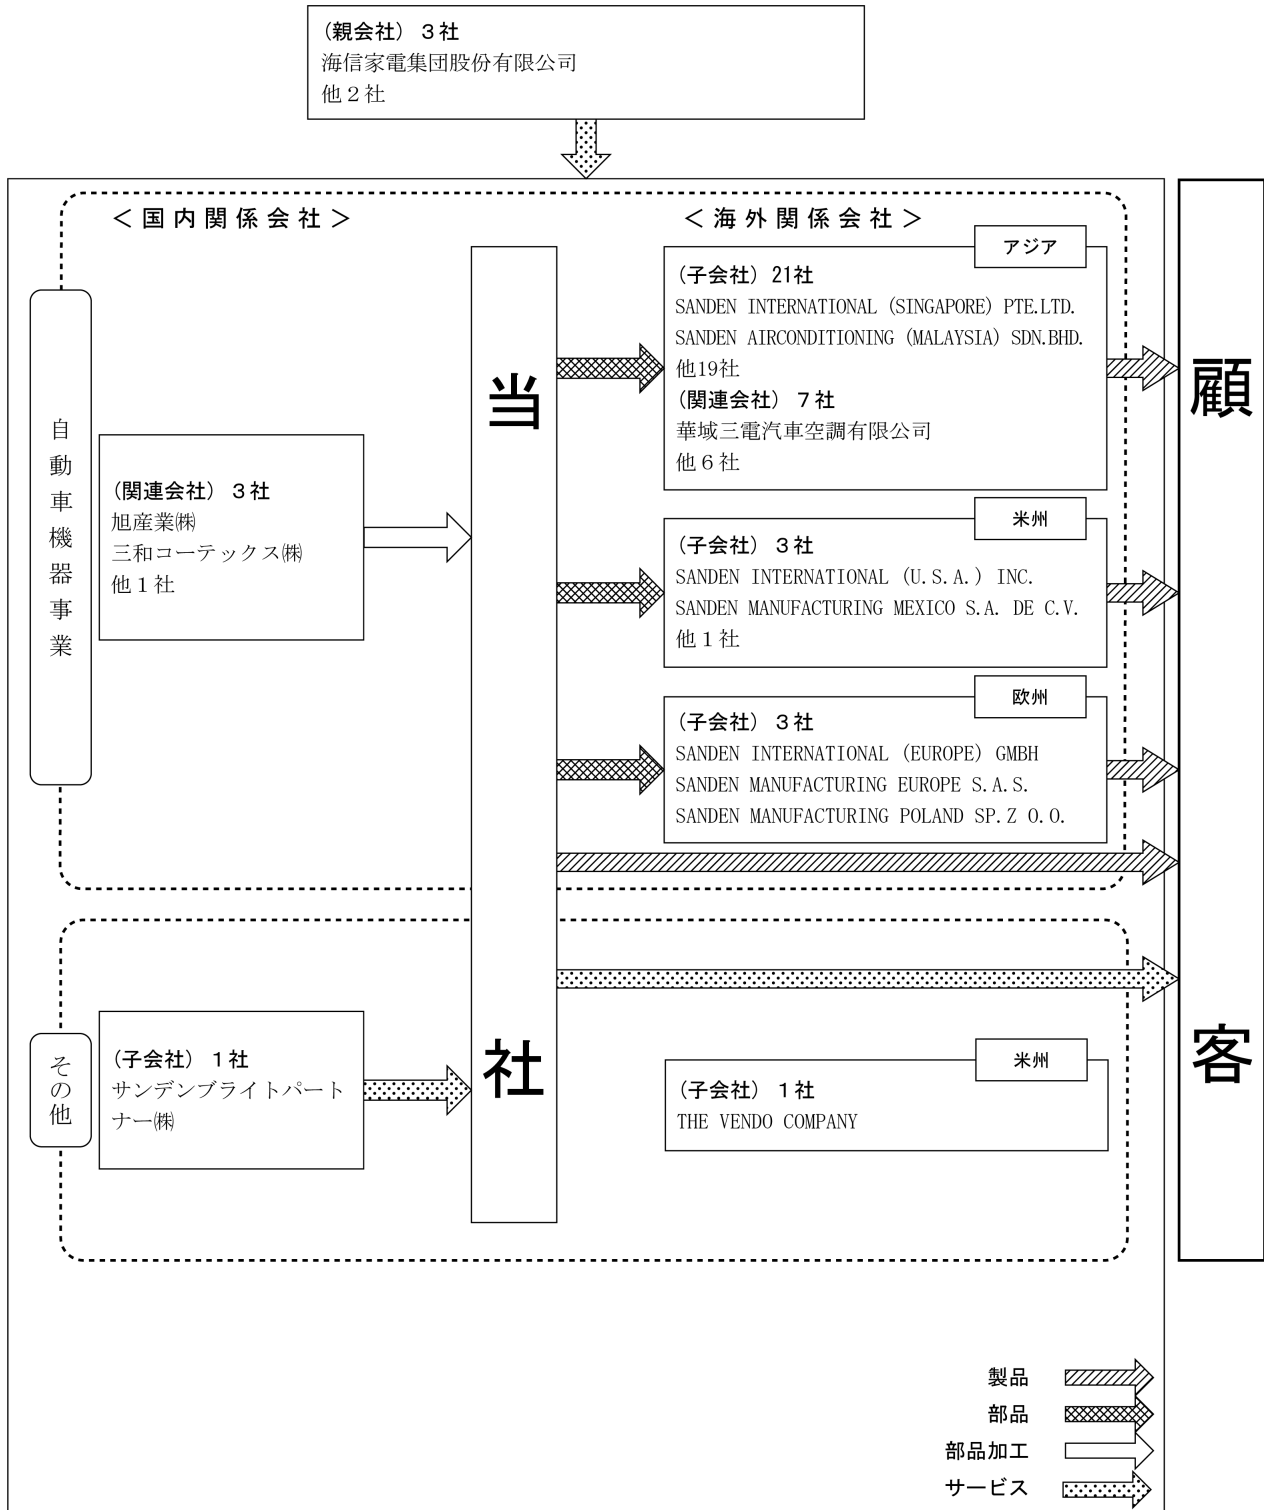 (親会社) ３社
海信家電集団股份有限公司
他２社
＜国内関係会社＞
＜海外関係会社＞
自動車機器事業
(関連会社) ３社
旭産業㈱
三和コーテックス㈱
他１社
当社
アジア
(子会社) 21社
SANDEN INTERNATIONAL (SINGAPORE) PTE.LTD.
SANDEN AIRCONDITIONING (MALAYSIA) SDN.BHD.
他19社
(関連会社) ７社
華域三電汽車空調有限公司
他６社
米州
(子会社) ３社
SANDEN INTERNATIONAL (U.S.A.) INC.
SANDEN MANUFACTURING MEXICO S.A. DE C.V.
他１社
欧州
(子会社) ３社
SANDEN INTERNATIONAL (EUROPE) GMBH
SANDEN MANUFACTURING EUROPE S.A.S.
SANDEN MANUFACTURING POLAND SP.Z O.O.
顧客
その他
(子会社) １社
サンデンブライトパート
ナー㈱
米州
(子会社) １社
THE VENDO COMPANY
製品
部品
部品加工
サービス